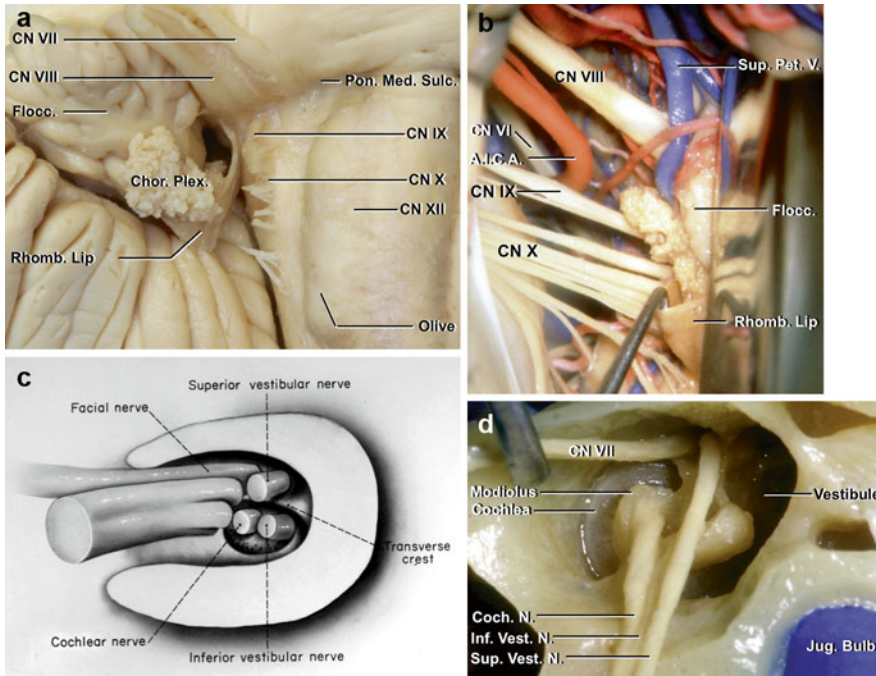 a
CN VII
CN VIII
Flocc.
Chor. Plex.
Rhomb. Lip
Pon. Med. Sulc.
CN IX
CN X
CN XII
Olive
b
CN VIII
Sup. Pet. V.
CN VI
A.I.C.A.
CN IX
CN X
Flocc.
Rhomb. Lip
c
Superior vestibular nerve
Facial nerve
Transverse
crest
Cochlear nerve
Inferior vestibular nerve
d
CN VII
Modiolus
Cochlea
Vestibule
Coch. N.
Inf. Vest. N.
Sup. Vest. N.
Jug. Bulb